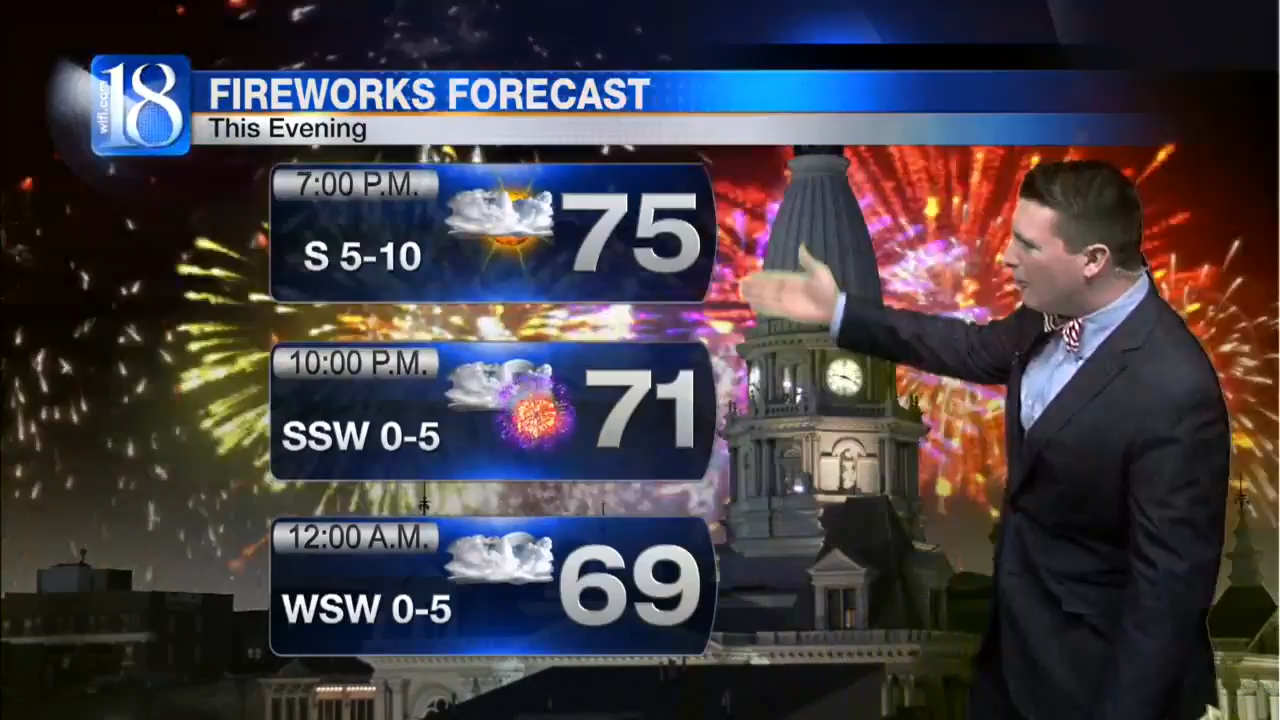 wlfi.com
18
FIREWORKS FORECAST
This Evening
7:00 P.M.
S 5-10
75
10:00 P.M.
SSW 0-5
71
12:00 A.M.
WSW 0-5
69